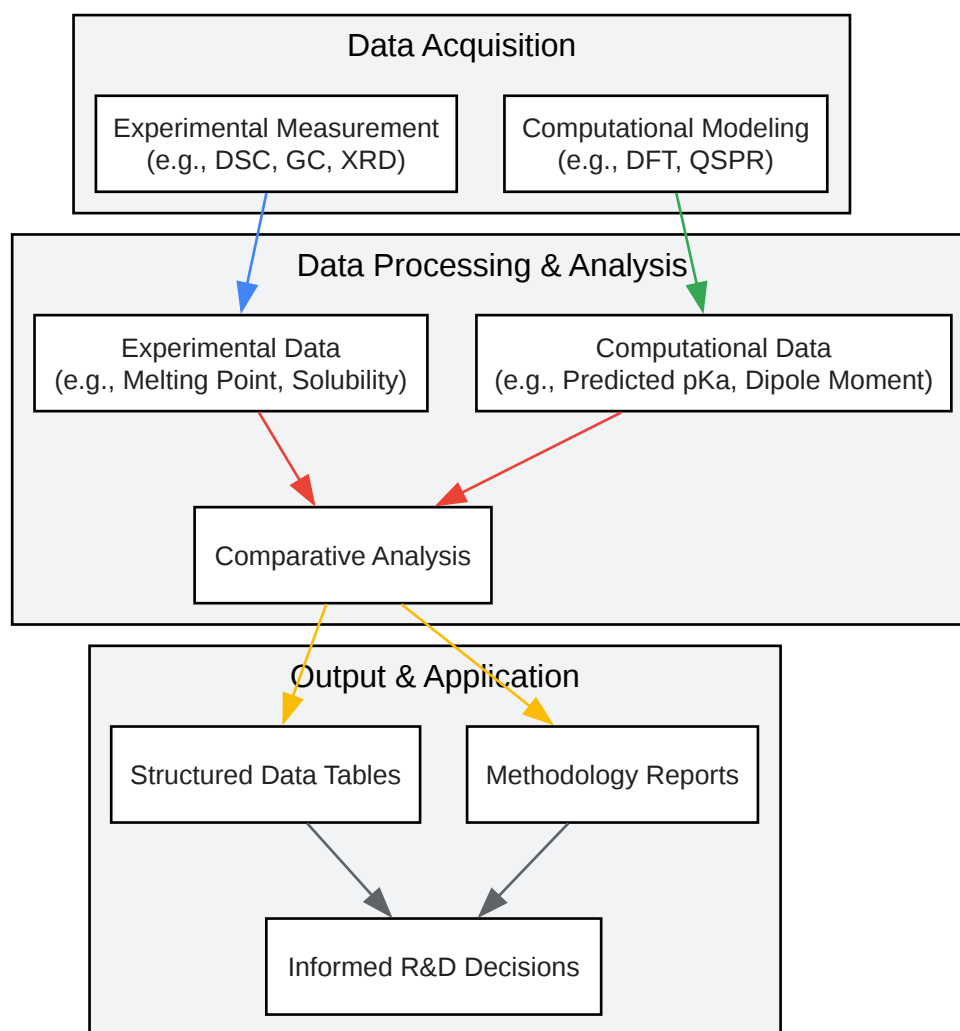 Data Acquisition
Experimental Measurement
(e.g., DSC, GC, XRD)
Computational Modeling
(e.g., DFT, QSPR)
Data Processing & Analysis
Experimental Data
(e.g., Melting Point, Solubility)
Computational Data
(e.g., Predicted pKa, Dipole Moment)
Comparative Analysis
Output & Application
Structured Data Tables
Methodology Reports
Informed R&D Decisions